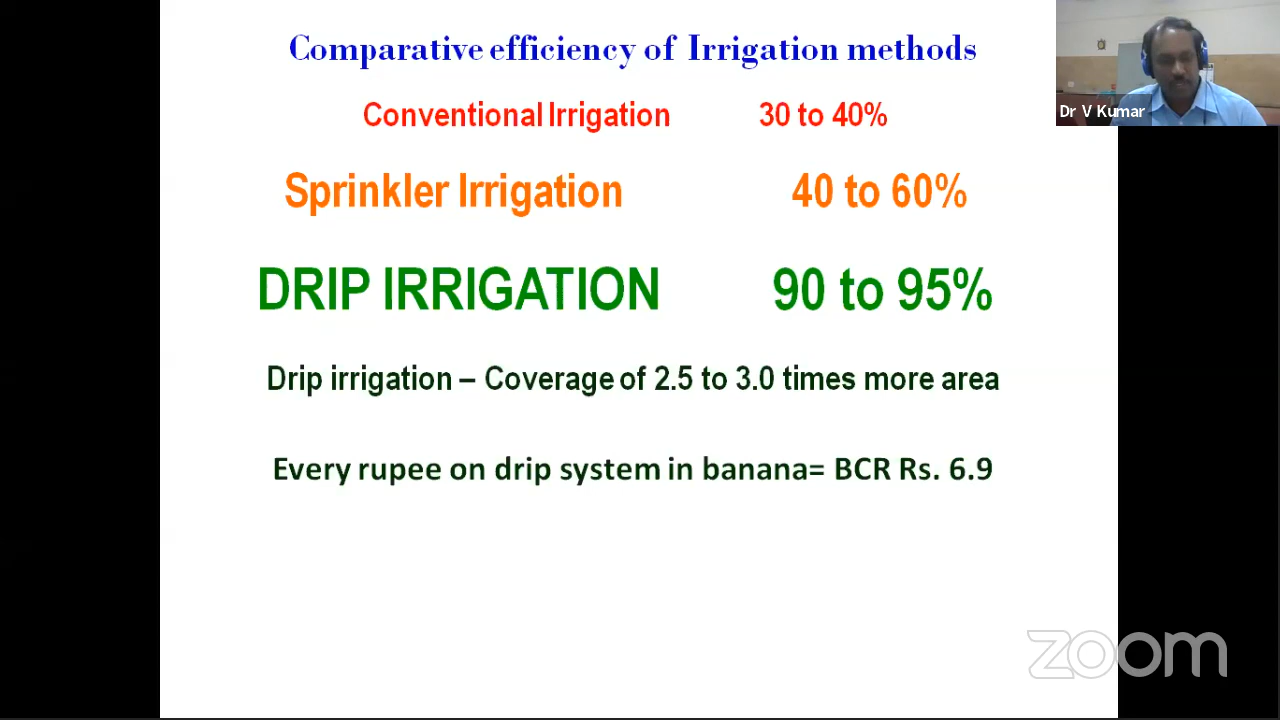 Comparative efficiency of Irrigation methods
Conventional Irrigation 30 to 40%
Sprinkler Irrigation 40 to 60%
DRIP IRRIGATION 90 to 95%
Drip irrigation – Coverage of 2.5 to 3.0 times more area
Every rupee on drip system in banana= BCR Rs. 6.9
Dr V Kumar
zoom